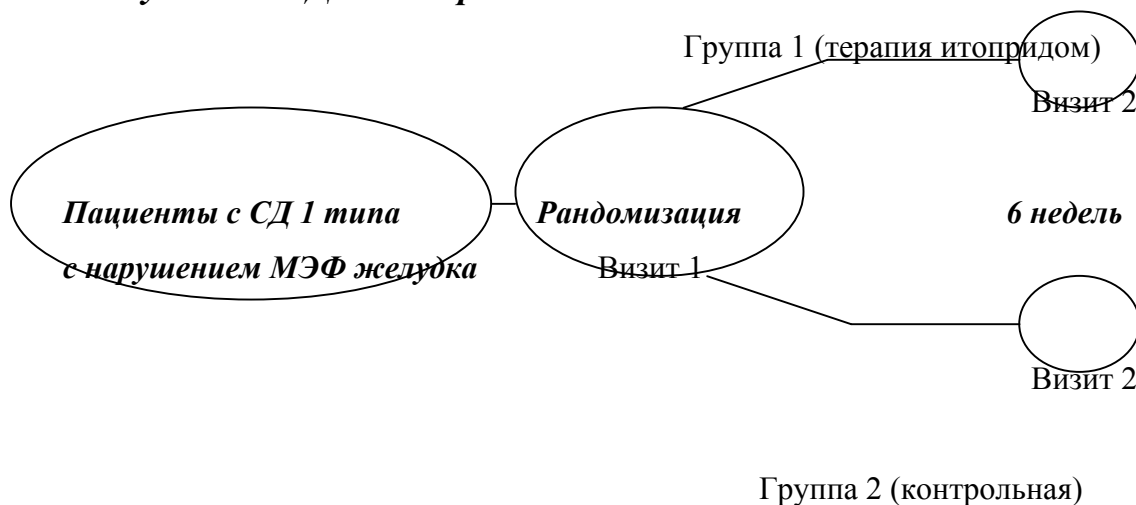 Группа 1 (терапия итопридом)
Визит 2
Пациенты с СД 1 типа
с нарушением МЭФ желудка
Рандомизация
Визит 1
6 недель
Визит 2
Группа 2 (контрольная)